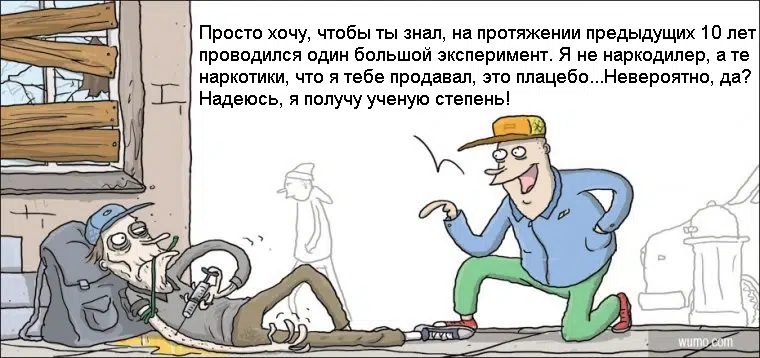 Просто хочу, чтобы ты знал, на протяжении предыдущих 10 лет
проводился один большой эксперимент. Я не наркодилер, а те
наркотики, что я тебе продавал, это плацебо...Невероятно, да?
Надеюсь, я получу ученую степень!
wumo.com